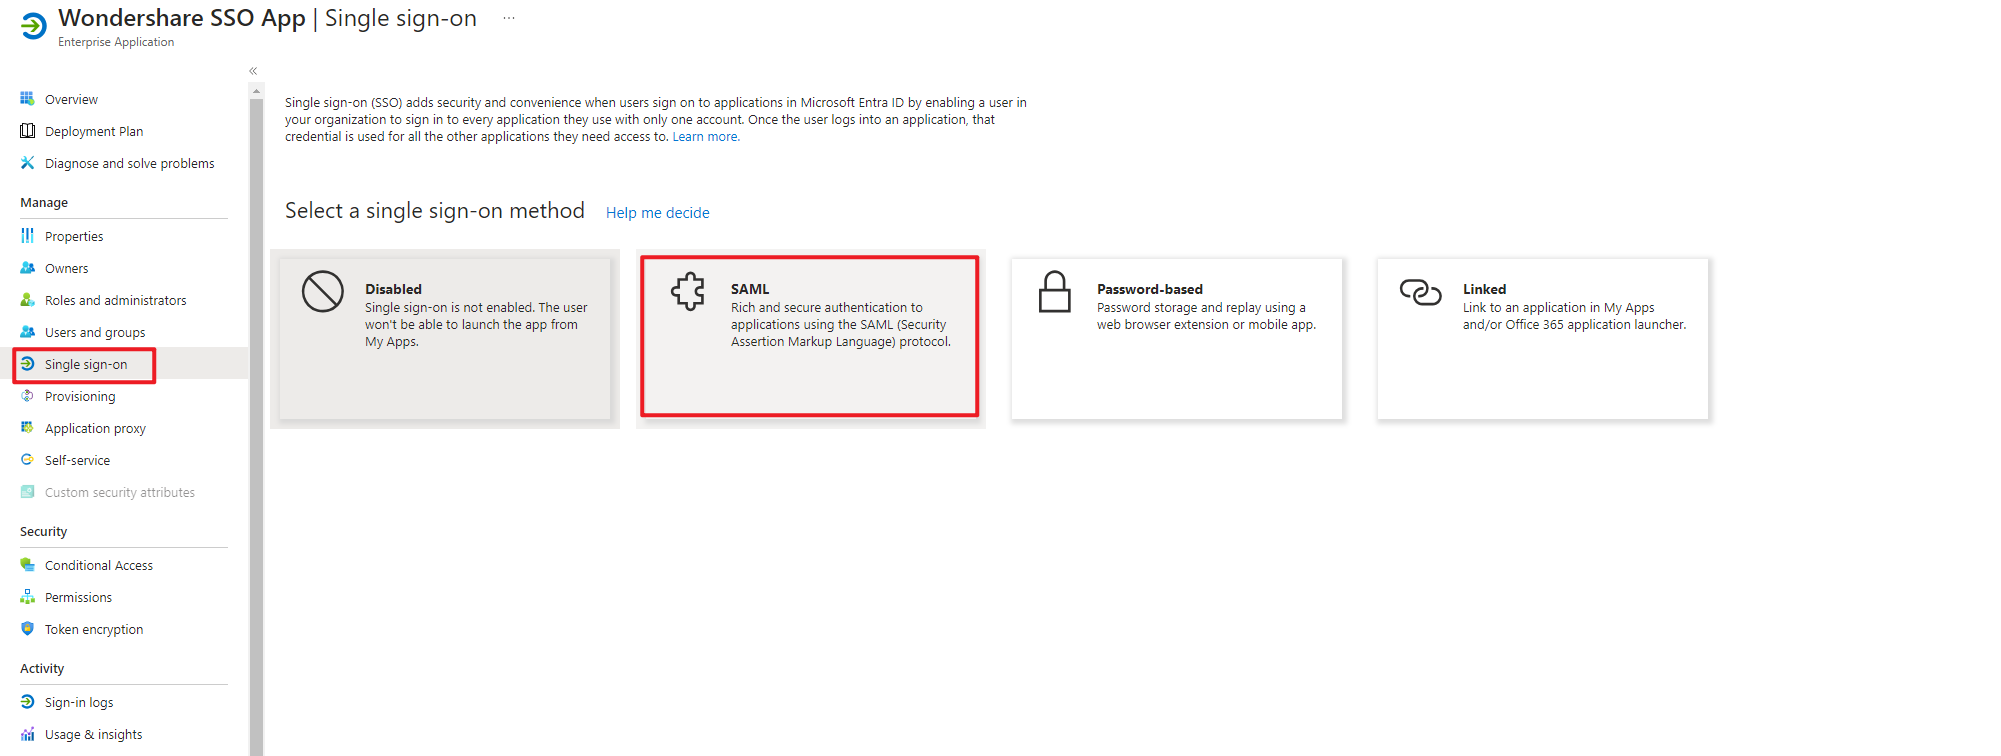 Wondershare SSO App | Single sign-on ...
Enterprise Application
«
Overview
Deployment Plan
Diagnose and solve problems
Manage
Properties
Owners
Roles and administrators
Users and groups
Single sign-on
Provisioning
Application proxy
Self-service
Custom security attributes
Security
Conditional Access
Permissions
Token encryption
Activity
Sign-in logs
Usage & insights
Single sign-on (SSO) adds security and convenience when users sign on to applications in Microsoft Entra ID by enabling a user in
your organization to sign in to every application they use with only one account. Once the user logs into an application, that
credential is used for all the other applications they need access to. Learn more.
Select a single sign-on method Help me decide
Disabled
Single sign-on is not enabled. The user
won't be able to launch the app from
My Apps.
SAML
Rich and secure authentication to
applications using the SAML (Security
Assertion Markup Language) protocol.
Password-based
Password storage and replay using a
web browser extension or mobile app.
Linked
Link to an application in My Apps
and/or Office 365 application launcher.